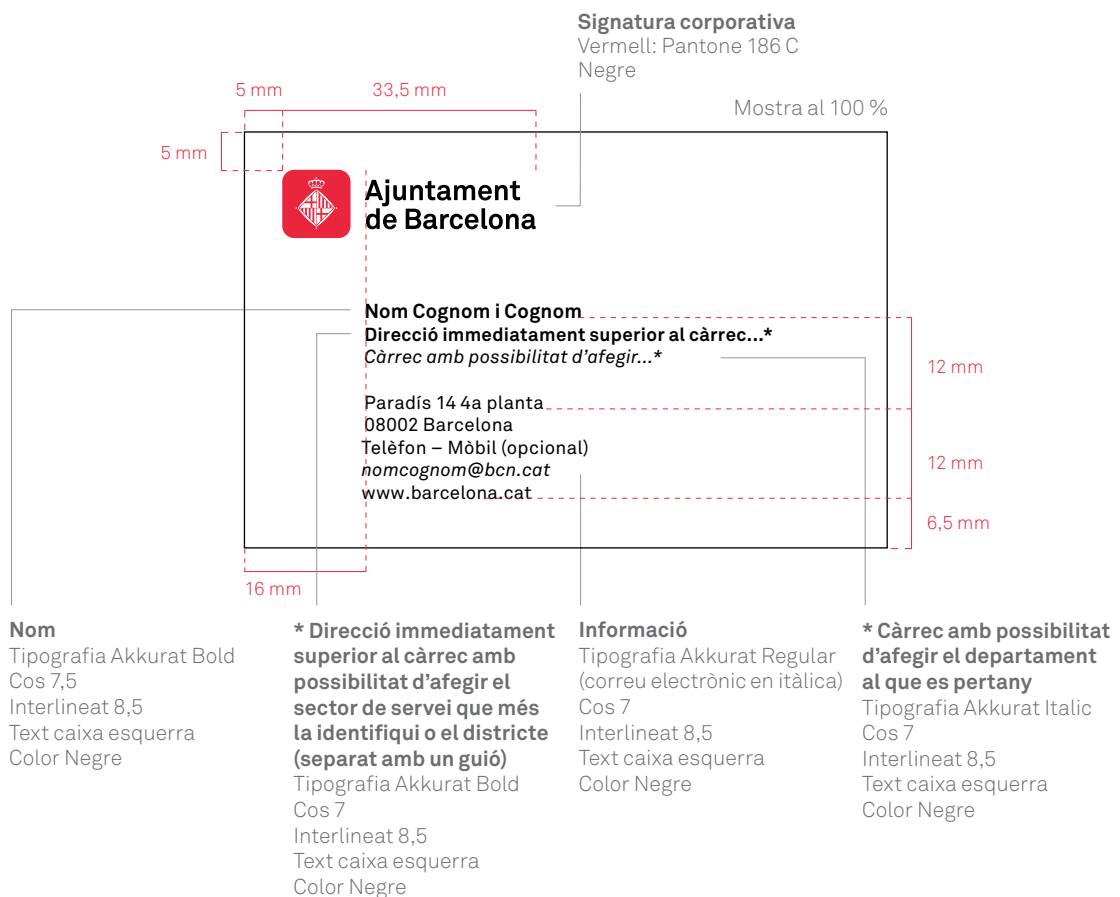 Signatura corporativa
Vermell: Pantone 186 C
Negre
5 mm
33,5 mm
Mostra al 100 %
5 mm
Ajuntament
de Barcelona
Nom Cognom i Cognom
Direcció immediatament superior al càrrec...*
Càrrec amb possibilitat d'afegir...*
12 mm
Paradís 14 4a planta
08002 Barcelona
Telèfon – Mòbil (opcional)
nomcognom@bcn.cat
www.barcelona.cat
12 mm
6,5 mm
16 mm
Nom
Tipografia Akkurat Bold
Cos 7,5
Interlineat 8,5
Text caixa esquerra
Color Negre
* Direcció immediatament
superior al càrrec amb
possibilitat d'afegir el
sector de servei que més
la identifiqui o el districte
(separat amb un guió)
Tipografia Akkurat Bold
Cos 7
Interlineat 8,5
Text caixa esquerra
Color Negre
Informació
Tipografia Akkurat Regular
(correu electrònic en itàlica)
Cos 7
Interlineat 8,5
Text caixa esquerra
Color Negre
* Càrrec amb possibilitat
d'afegir el departament
al que es pertany
Tipografia Akkurat Italic
Cos 7
Interlineat 8,5
Text caixa esquerra
Color Negre